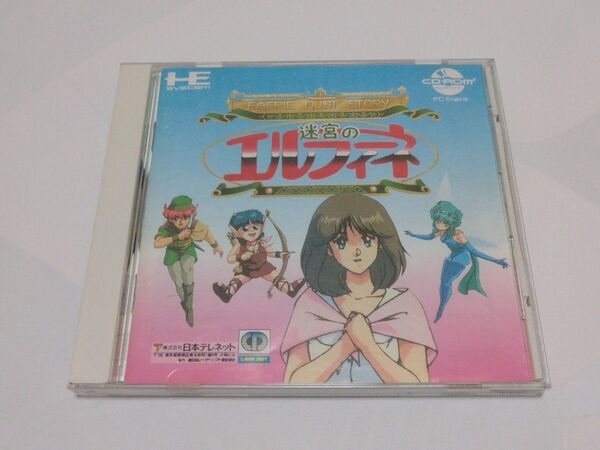 HE
SYSTEM
CD-ROM²
PC Engine
FAERIE DUST STORY
迷宮の
エルフィーネ
株式会社日本テレネット